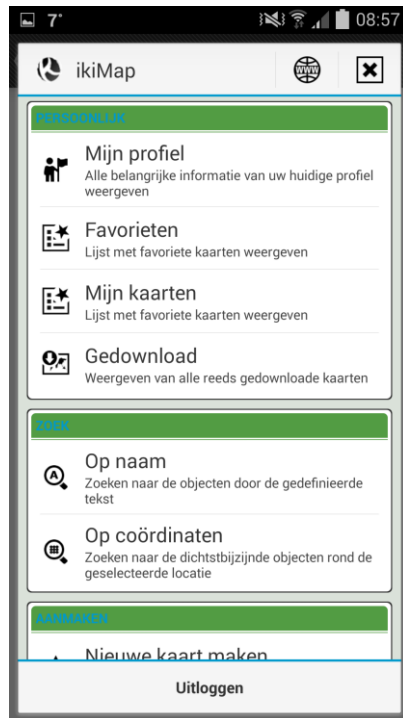 7°
08:57
ikiMap
WWW
PERSOONLIJK
Mijn profiel
Alle belangrijke informatie van uw huidige profiel
weergeven
Favorieten
Lijst met favoriete kaarten weergeven
Mijn kaarten
Lijst met favoriete kaarten weergeven
Gedownload
Weergeven van alle reeds gedownloade kaarten
ZOEK
A
Op naam
Zoeken naar de objecten door de gedefinieerde
tekst
Op coördinaten
Zoeken naar de dichtstbijzijnde objecten rond de
geselecteerde locatie
AANMAKEN
Nieuwe kaart maken
Uitloggen